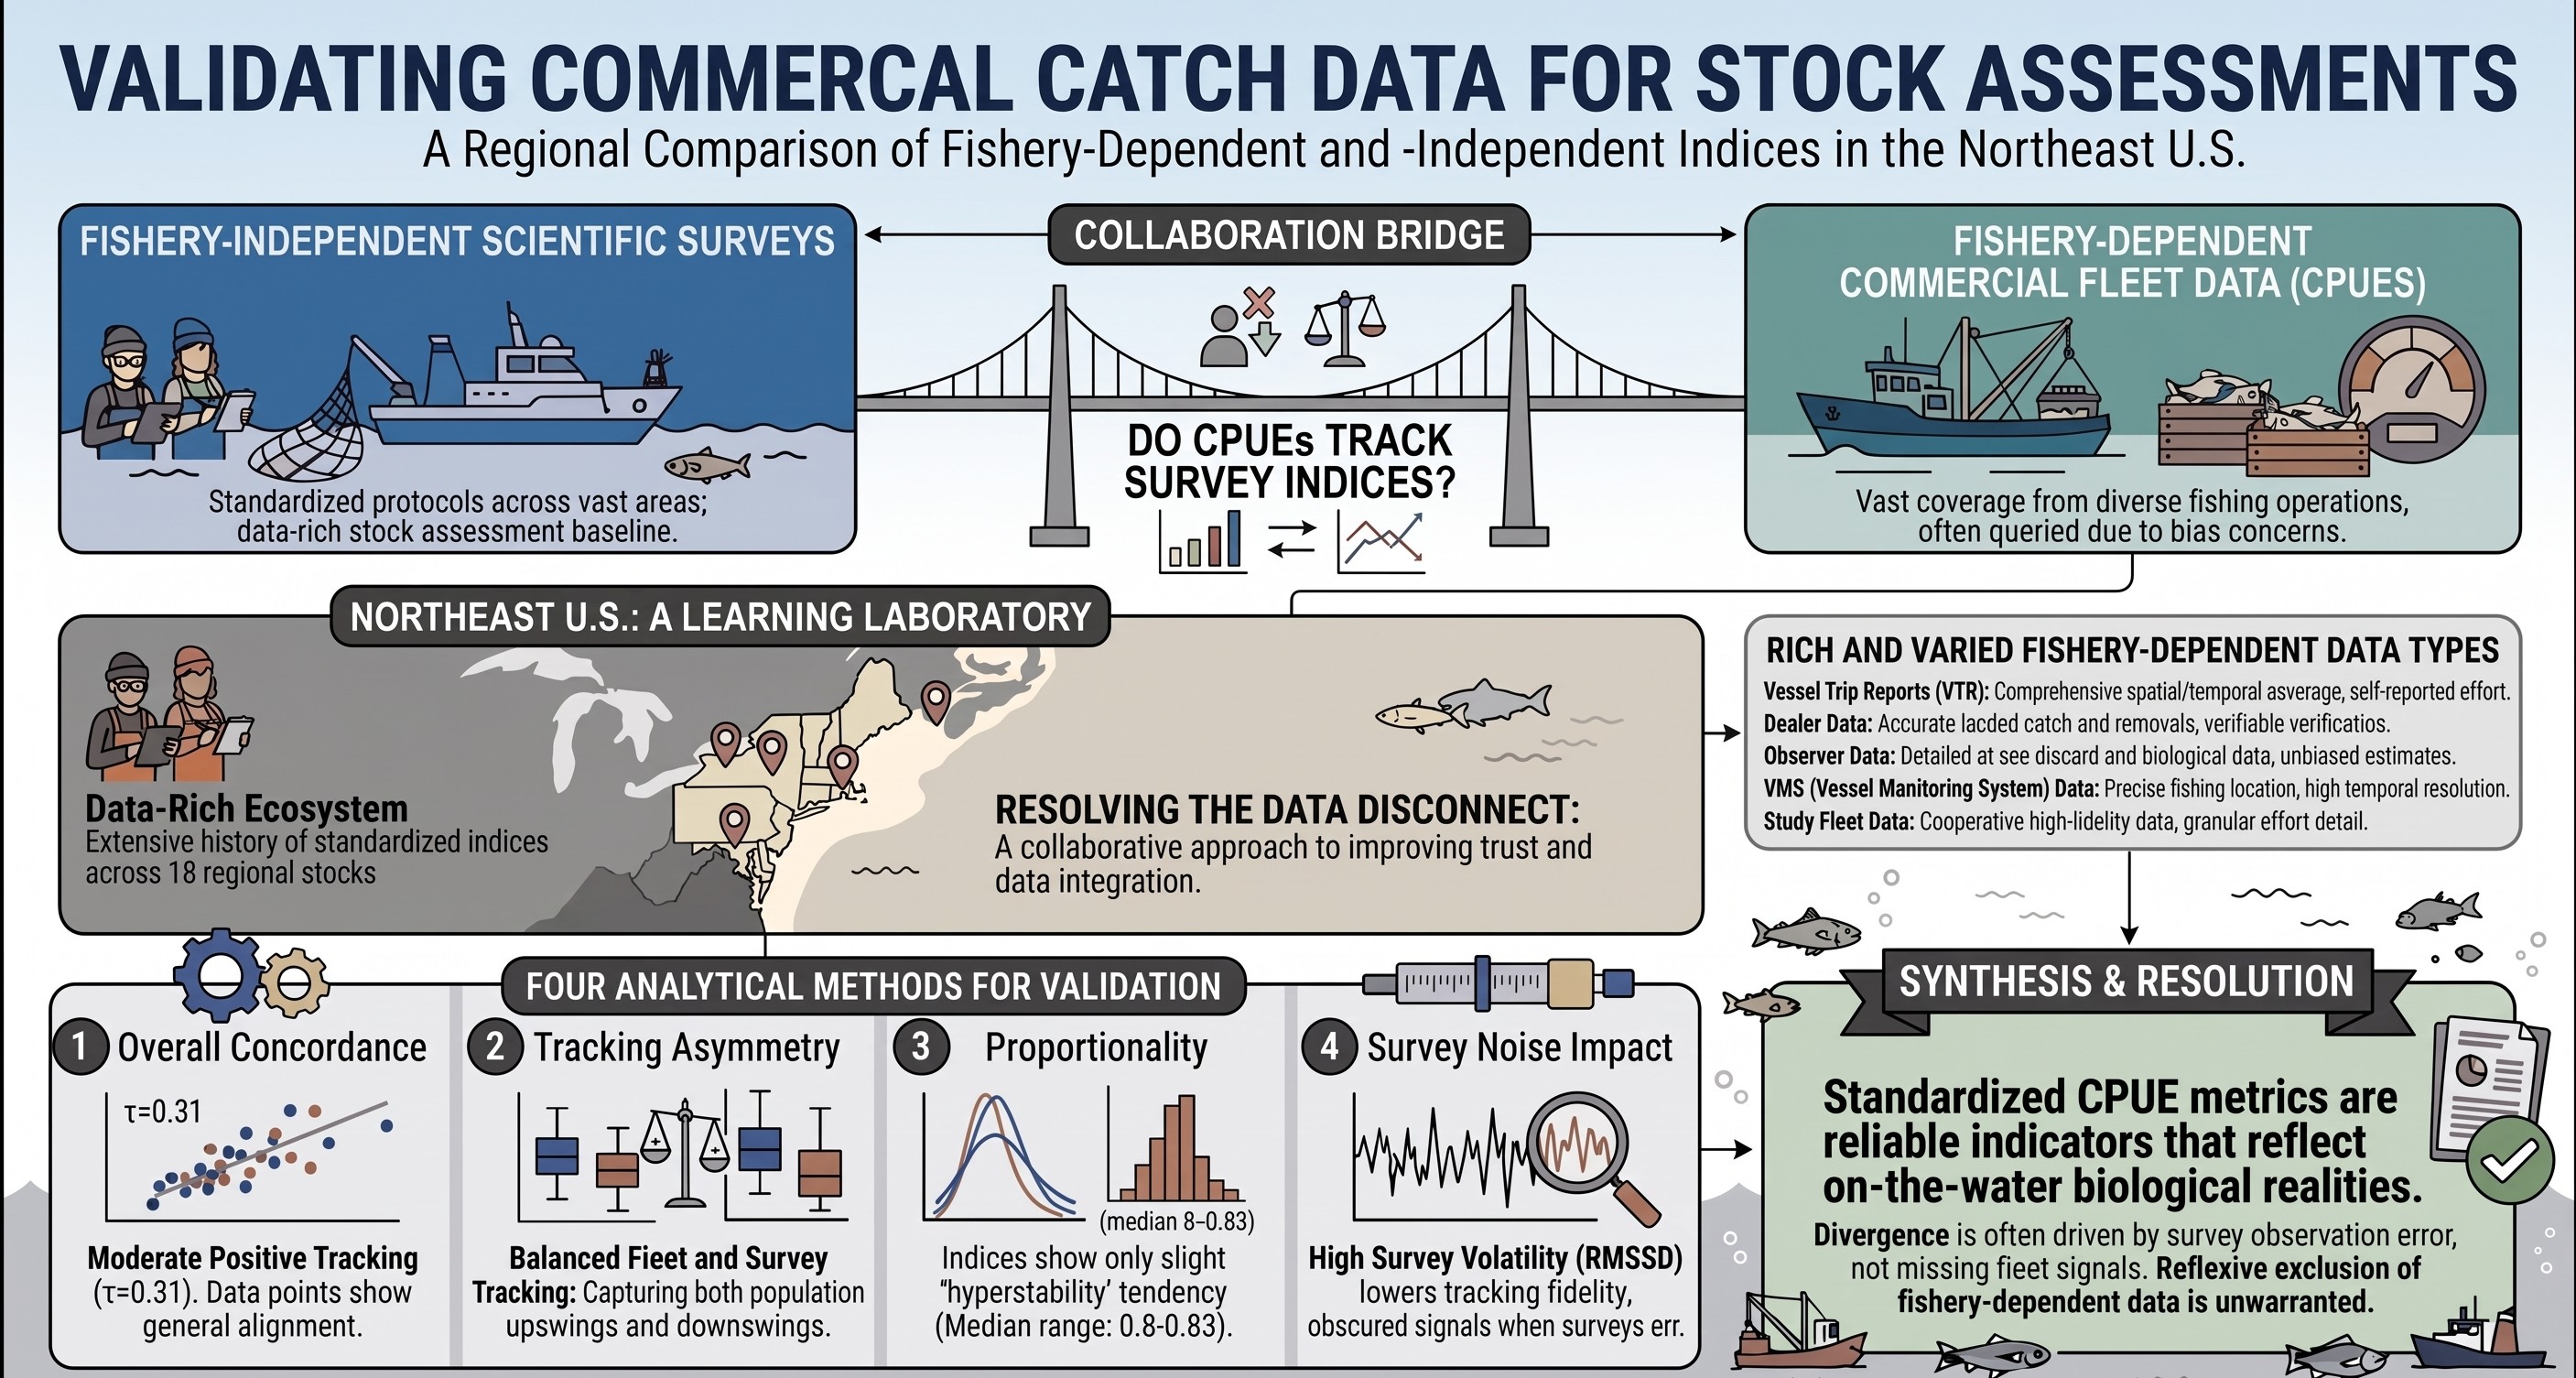 VALIDATING COMMERCAL CATCH DATA FOR STOCK ASSESSMENTS
A Regional Comparison of Fishery-Dependent and -Independent Indices in the Northeast U.S.
FISHERY-INDEPENDENT SCIENTIFIC SURVEYS
Standardized protocols across vast areas;
data-rich stock assessment baseline.
COLLABORATION BRIDGE
DO CPUEs TRACK
SURVEY INDICES?
FISHERY-DEPENDENT
COMMERCIAL FLEET DATA (CPUES)
Vast coverage from diverse fishing operations,
often queried due to bias concerns.
NORTHEAST U.S.: A LEARNING LABORATORY
Data-Rich Ecosystem
Extensive history of standardized indices
across 18 regional stocks
RESOLVING THE DATA DISCONNECT:
A collaborative approach to improving trust and
data integration.
RICH AND VARIED FISHERY-DEPENDENT DATA TYPES
Vessel Trip Reports (VTR): Comprehensive spatial/temporal asverage, self-reported effort.
Dealer Data: Accurate lacded catch and removals, verifiable verificatios.
Observer Data: Detailed at see discard and biological data, unbiased estimates.
VMS (Vessel Manitoring System) Data: Precise fishing location, high temporal resolution.
Study Fleet Data: Cooperative high-lidelity data, granular effort detail.
FOUR ANALYTICAL METHODS FOR VALIDATION
1 Overall Concordance
τ=0.31
Moderate Positive Tracking
(τ=0.31). Data points show
general alignment.
2 Tracking Asymmetry
Balanced Fieet and Survey
Tracking: Capturing both population
upswings and downswings.
3 Proportionality
(median 8–0.83)
Indices show only slight
“hyperstability’ tendency
(Median range: 0.8-0.83).
4 Survey Noise Impact
High Survey Volatility (RMSSD)
lowers tracking fidelity,
obscured signals when surveys err.
SYNTHESIS & RESOLUTION
Standardized CPUE metrics are
reliable indicators that reflect
on-the-water biological realities.
Divergence is often driven by survey observation error,
not missing fieet signals. Reflexive exclusion of
fishery-dependent data is unwarranted.